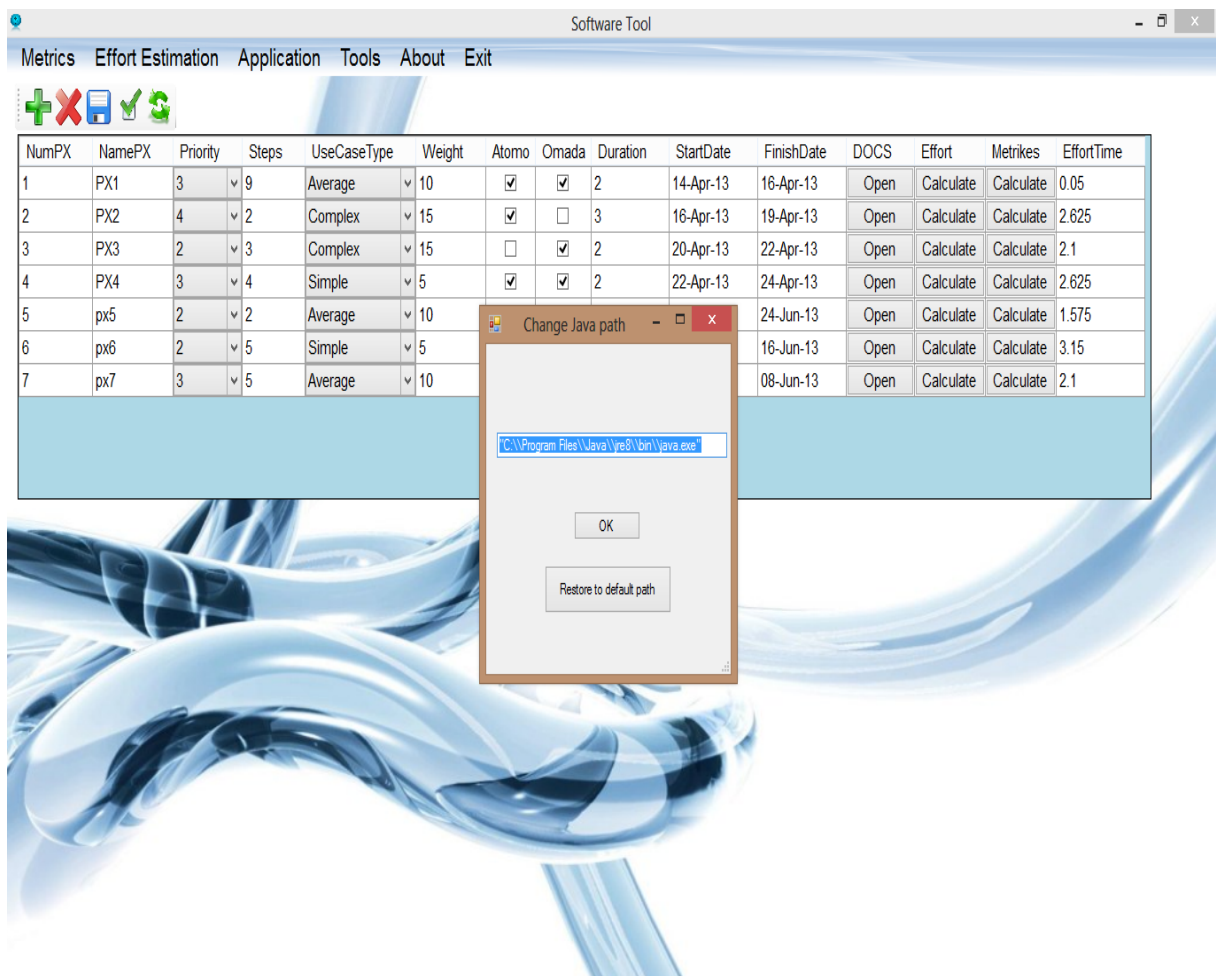 Software Tool
Metrics Effort Estimation Application Tools About Exit
NumPX NamePX Priority Steps UseCaseType Weight Atomo Omada Duration StartDate FinishDate DOCS Effort Metrikes EffortTime
1 PX1 3 9 Average 10 2 14-Apr-13 16-Apr-13 Open Calculate Calculate 0.05
2 PX2 4 2 Complex 15 3 16-Apr-13 19-Apr-13 Open Calculate Calculate 2.625
3 PX3 2 3 Complex 15 2 20-Apr-13 22-Apr-13 Open Calculate Calculate 2.1
4 PX4 3 4 Simple 5 2 22-Apr-13 24-Apr-13 Open Calculate Calculate 2.625
5 px5 2 2 Average 10 24-Jun-13 Open Calculate Calculate 1.575
6 px6 2 5 Simple 5 16-Jun-13 Open Calculate Calculate 3.15
7 px7 3 5 Average 10 08-Jun-13 Open Calculate Calculate 2.1
Change Java path
"C:\\Program Files\\Java\\jre8\\bin\\java.exe"
OK
Restore to default path